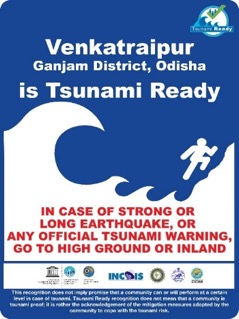 Tsunami Ready
Venkatraipur
Ganjam District, Odisha
is Tsunami Ready
IN CASE OF STRONG OR
LONG EARTHQUAKE, OR
ANY OFFICIAL TSUNAMI WARNING,
GO TO HIGH GROUND OR INLAND
INCOIS
This recognition does not imply promise that a community can or will perform at a certain
level in case of tsunami. Tsunami Ready recognition does not mean that a community is
tsunami proof; it is rather the acknowledgement of the mitigation measures adopted by the
community to cope with the tsunami risk.